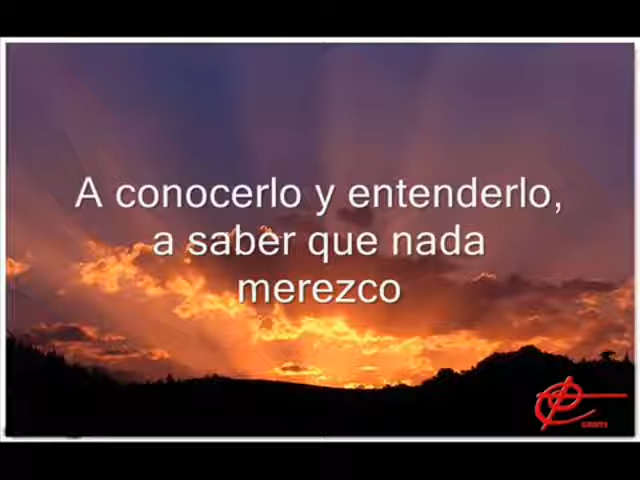 A conocerlo y entenderlo,
a saber que nada
merezco